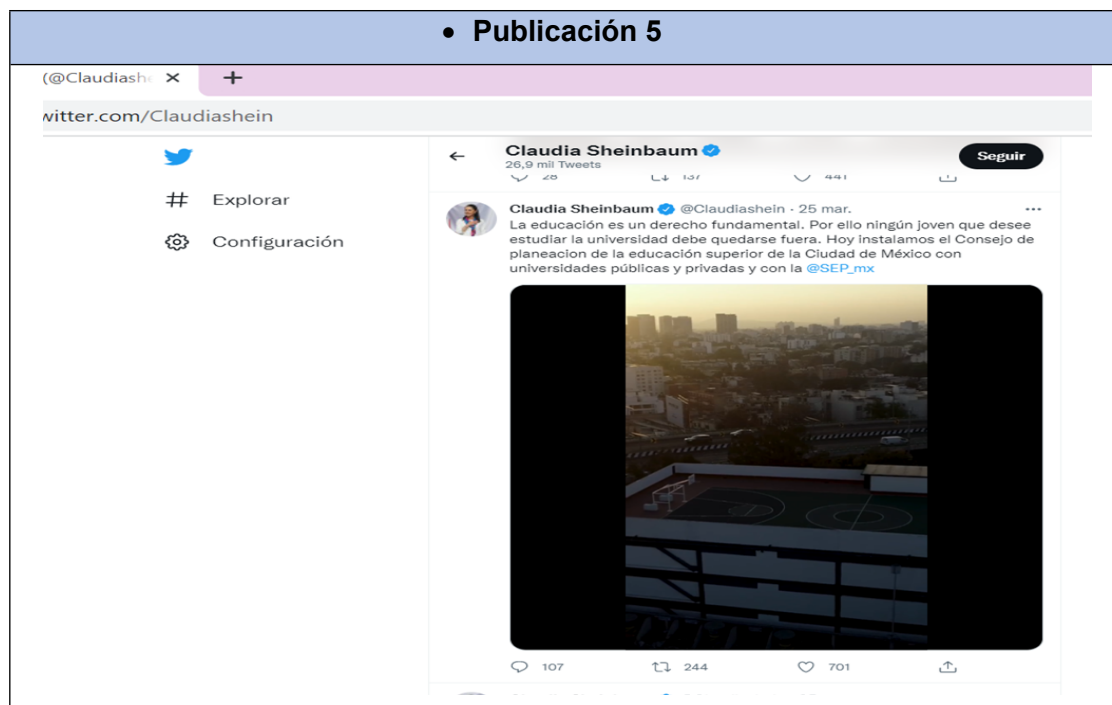 • Publicación 5
(@Claudiash
witter.com/Claudiashein
Claudia Sheinbaum
26,9 mil Tweets
Seguir
28 137 441
# Explorar
Configuración
Claudia Sheinbaum @Claudiashein · 25 mar.
La educación es un derecho fundamental. Por ello ningún joven que desee
estudiar la universidad debe quedarse fuera. Hoy instalamos el Consejo de
planeacion de la educación superior de la Ciudad de México con
universidades públicas y privadas y con la @SEP_mx
107 244 701